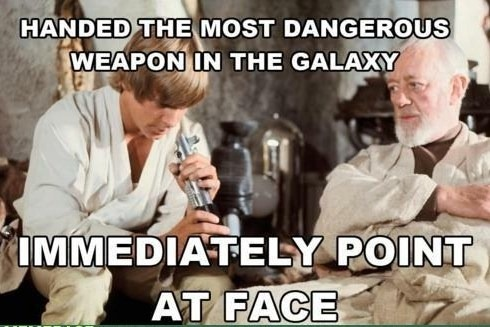 HANDED THE MOST DANGEROUS
WEAPON IN THE GALAXY
IMMEDIATELY POINT
AT FACE